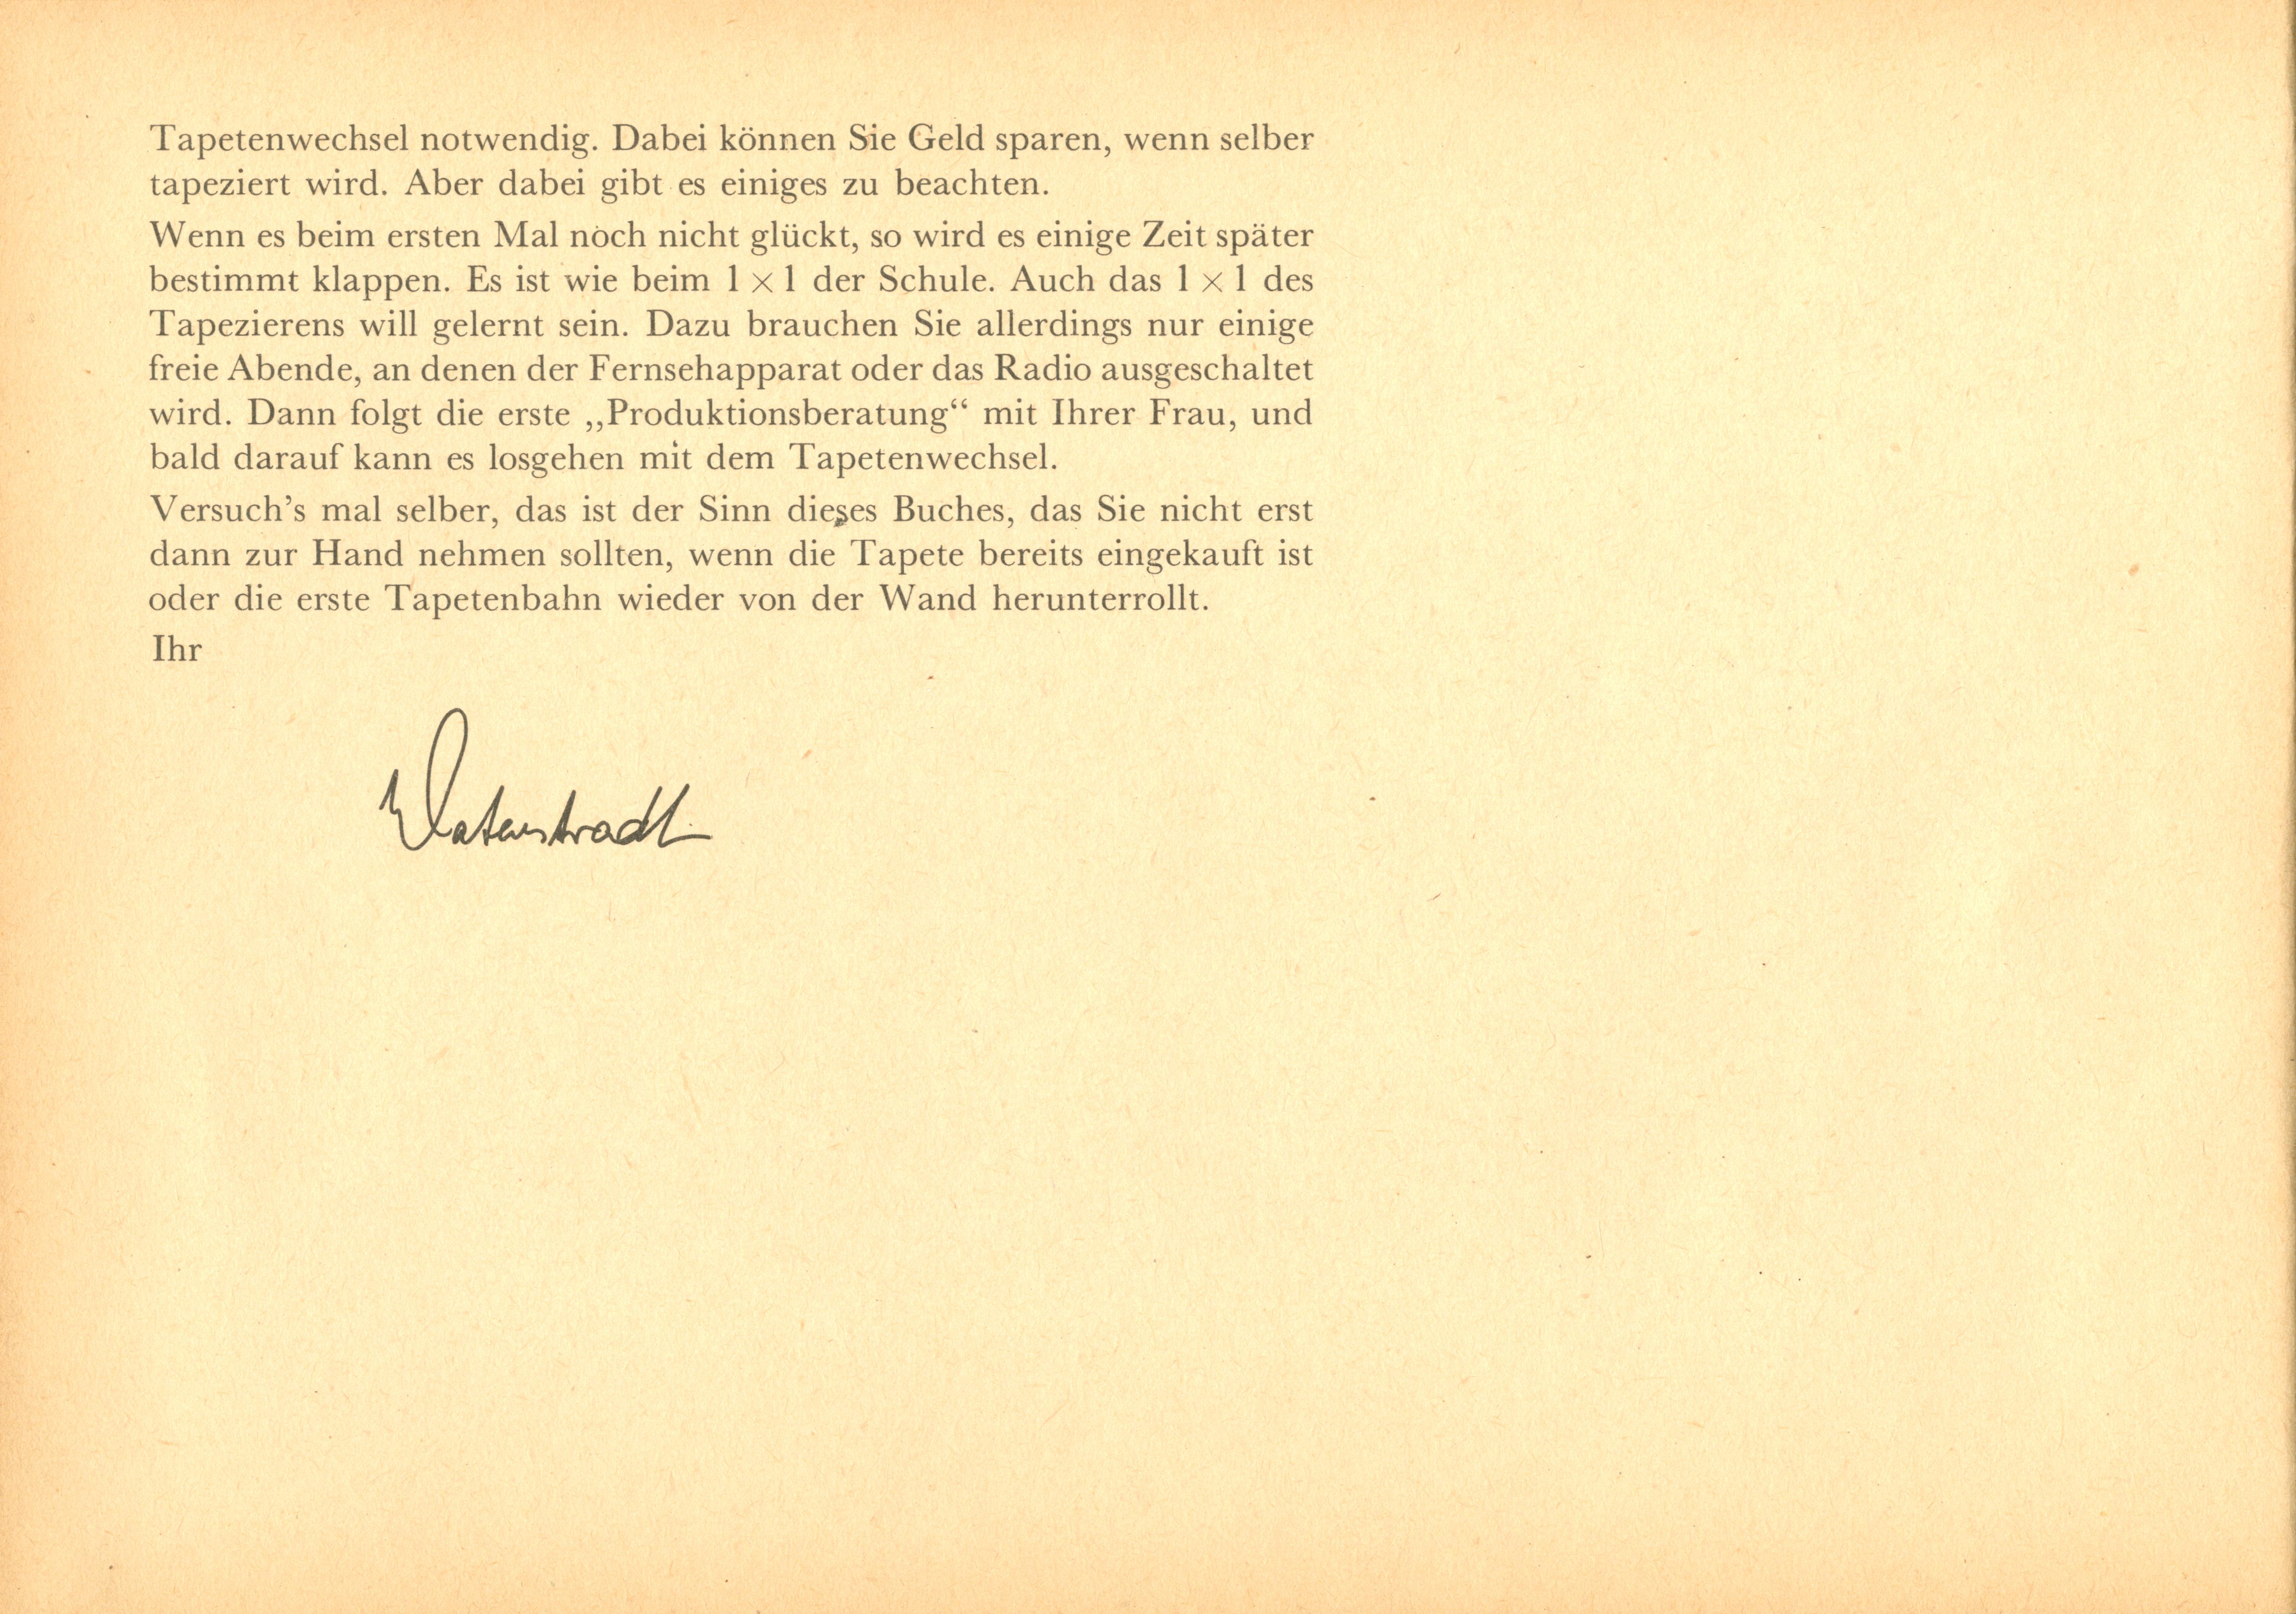 Tapetenwechsel notwendig. Dabei können Sie Geld sparen, wenn selber
tapeziert wird. Aber dabei gibt es einiges zu beachten.
Wenn es beim ersten Mal noch nicht glückt, so wird es einige Zeit später
bestimmt klappen. Es ist wie beim 1 × 1 der Schule. Auch das 1 × 1 des
Tapezierens will gelernt sein. Dazu brauchen Sie allerdings nur einige
freie Abende, an denen der Fernsehapparat oder das Radio ausgeschaltet
wird. Dann folgt die erste „Produktionsberatung“ mit Ihrer Frau, und
bald darauf kann es losgehen mit dem Tapetenwechsel.
Versuch’s mal selber, das ist der Sinn dieses Buches, das Sie nicht erst
dann zur Hand nehmen sollten, wenn die Tapete bereits eingekauft ist
oder die erste Tapetenbahn wieder von der Wand herunterrollt.
Ihr